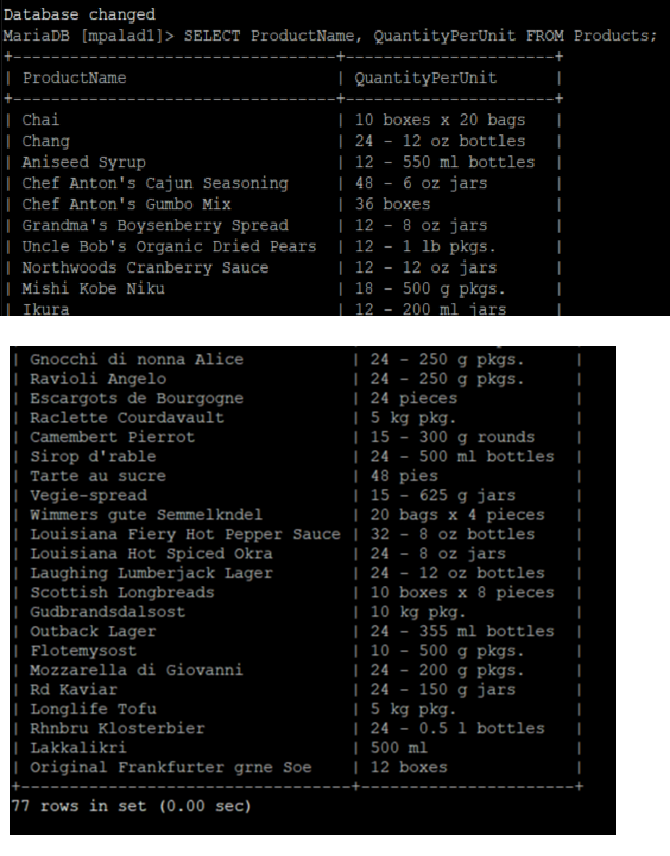 Database changed
MariaDB [mpalad1]> SELECT ProductName, QuantityPerUnit FROM Products;
+----------------------------------+----------------------+
| ProductName | QuantityPerUnit |
+----------------------------------+----------------------+
| Chai | 10 boxes x 20 bags |
| Chang | 24 - 12 oz bottles |
| Aniseed Syrup | 12 - 550 ml bottles |
| Chef Anton's Cajun Seasoning | 48 - 6 oz jars |
| Chef Anton's Gumbo Mix | 36 boxes |
| Grandma's Boysenberry Spread | 12 - 8 oz jars |
| Uncle Bob's Organic Dried Pears | 12 - 1 lb pkgs. |
| Northwoods Cranberry Sauce | 12 - 12 oz jars |
| Mishi Kobe Niku | 18 - 500 g pkgs. |
| Ikura | 12 - 200 ml jars |
| Gnocchi di nonna Alice | 24 - 250 g pkgs. |
| Ravioli Angelo | 24 - 250 g pkgs. |
| Escargots de Bourgogne | 24 pieces |
| Raclette Courdavault | 5 kg pkg. |
| Camembert Pierrot | 15 - 300 g rounds |
| Sirop d'rable | 24 - 500 ml bottles |
| Tarte au sucre | 48 pies |
| Vegie-spread | 15 - 625 g jars |
| Wimmers gute Semmelkndel | 20 bags x 4 pieces |
| Louisiana Fiery Hot Pepper Sauce | 32 - 8 oz bottles |
| Louisiana Hot Spiced Okra | 24 - 8 oz jars |
| Laughing Lumberjack Lager | 24 - 12 oz bottles |
| Scottish Longbreads | 10 boxes x 8 pieces |
| Gudbrandsdalsost | 10 kg pkg. |
| Outback Lager | 24 - 355 ml bottles |
| Flotemysost | 10 - 500 g pkgs. |
| Mozzarella di Giovanni | 24 - 200 g pkgs. |
| Rd Kaviar | 24 - 150 g jars |
| Longlife Tofu | 5 kg pkg. |
| Rhnbru Klosterbier | 24 - 0.5 l bottles |
| Lakkalikri | 500 ml |
| Original Frankfurter grne Soe | 12 boxes |
+----------------------------------+----------------------+
77 rows in set (0.00 sec)